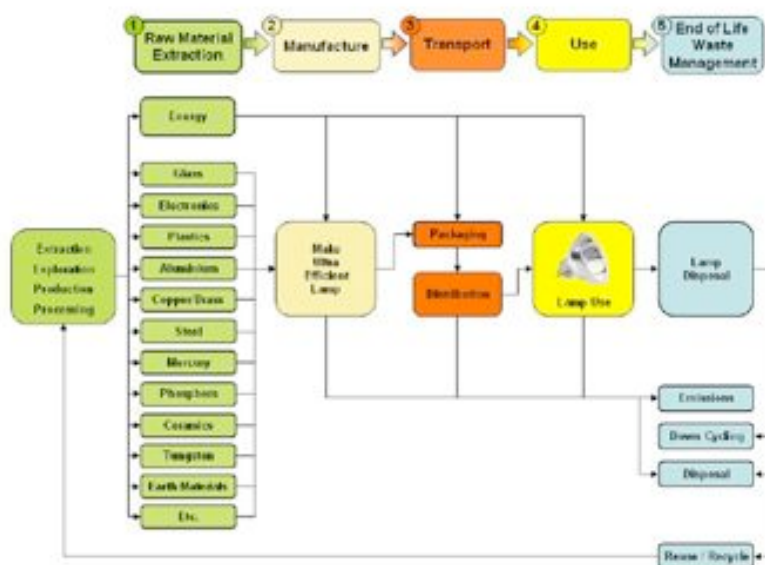 1
Raw Material
Extraction
2
Manufacture
3
Transport
4
Use
5
End of Life
Waste
Management
Energy
Glass
Electronics
Plastics
Aluminium
Copper/Brass
Steel
Mercury
Phosphors
Ceramics
Tungsten
Earth Materials
Etc.
Extraction
Exploration
Production
Processing
Make
Ultra
Efficient
Lamp
Packaging
Distribution
Lamp Use
Lamp
Disposal
Emissions
Down Cycling
Disposal
Reuse / Recycle